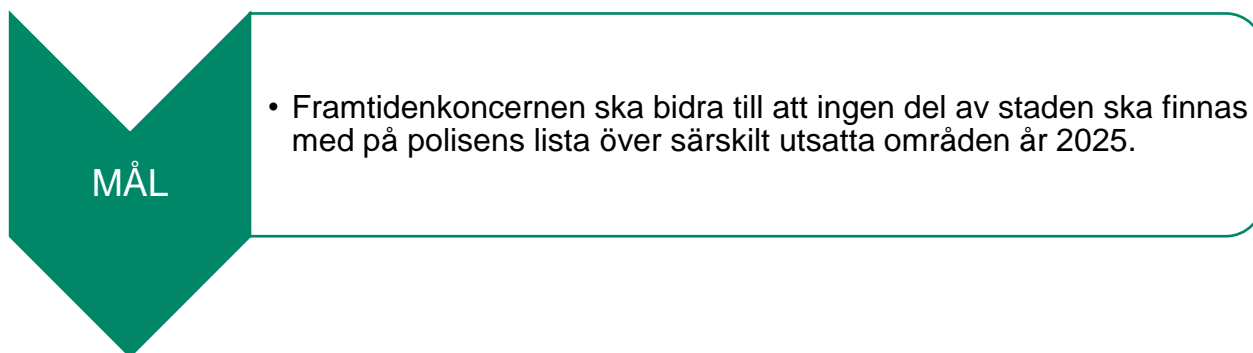 • Framtidenkoncernen ska bidra till att ingen del av staden ska finnas
med på polisens lista över särskilt utsatta områden år 2025.
MÅL